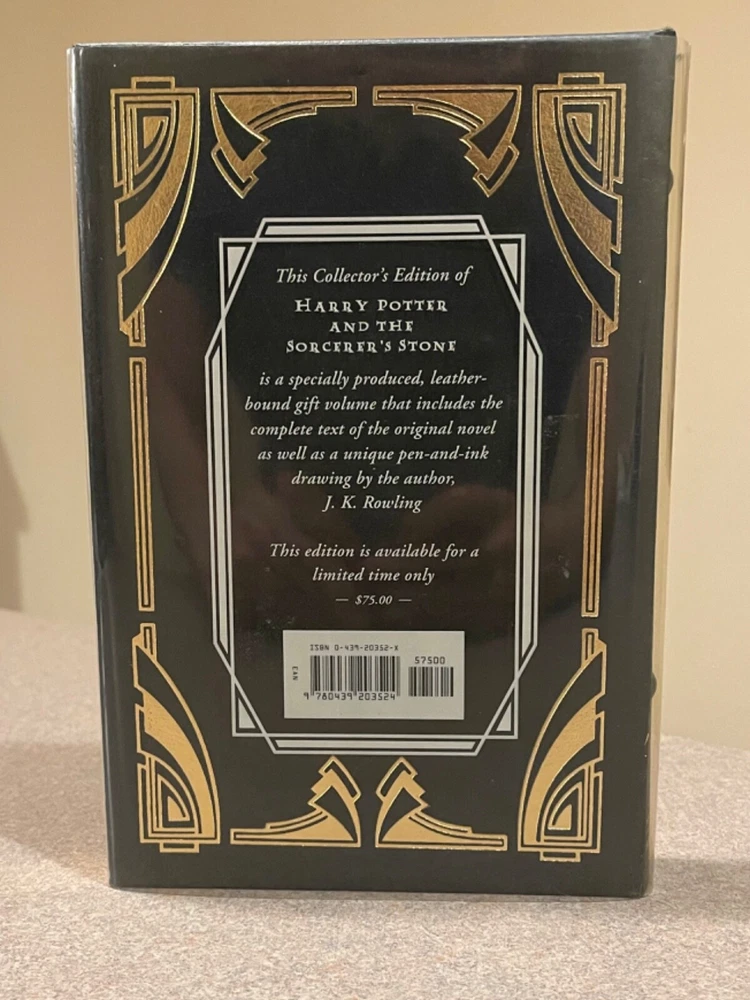 This Collector's Edition of
HARRY POTTER
AND THE
SORCERER'S STONE
is a specially produced, leather-
bound gift volume that includes the
complete text of the original novel
as well as a unique pen-and-ink
drawing by the author,
J. K. Rowling
This edition is available for a
limited time only
— $75.00 —
ISBN 0-439-20352-X
57500
EAN
9 780439 203524